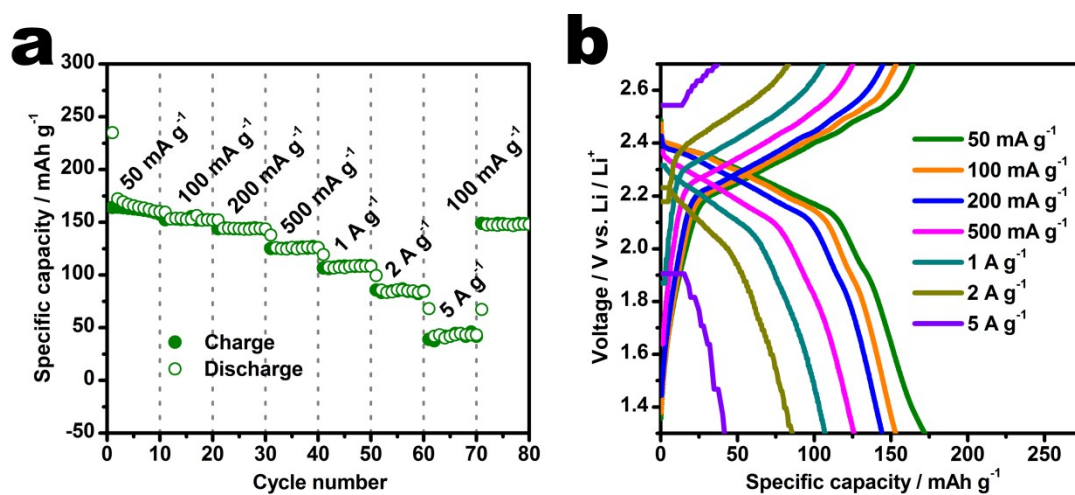 a
300
250
200
150
100
50
0
-50
Specific capacity / mAh g⁻¹
50 mA g⁻¹
100 mA g⁻¹
200 mA g⁻¹
500 mA g⁻¹
1 A g⁻¹
2 A g⁻¹
5 A g⁻¹
100 mA g⁻¹
Charge
Discharge
0 10 20 30 40 50 60 70 80
Cycle number
b
2.6
2.4
2.2
2.0
1.8
1.6
1.4
Voltage / V vs. Li / Li⁺
50 mA g⁻¹
100 mA g⁻¹
200 mA g⁻¹
500 mA g⁻¹
1 A g⁻¹
2 A g⁻¹
5 A g⁻¹
0 50 100 150 200 250
Specific capacity / mAh g⁻¹